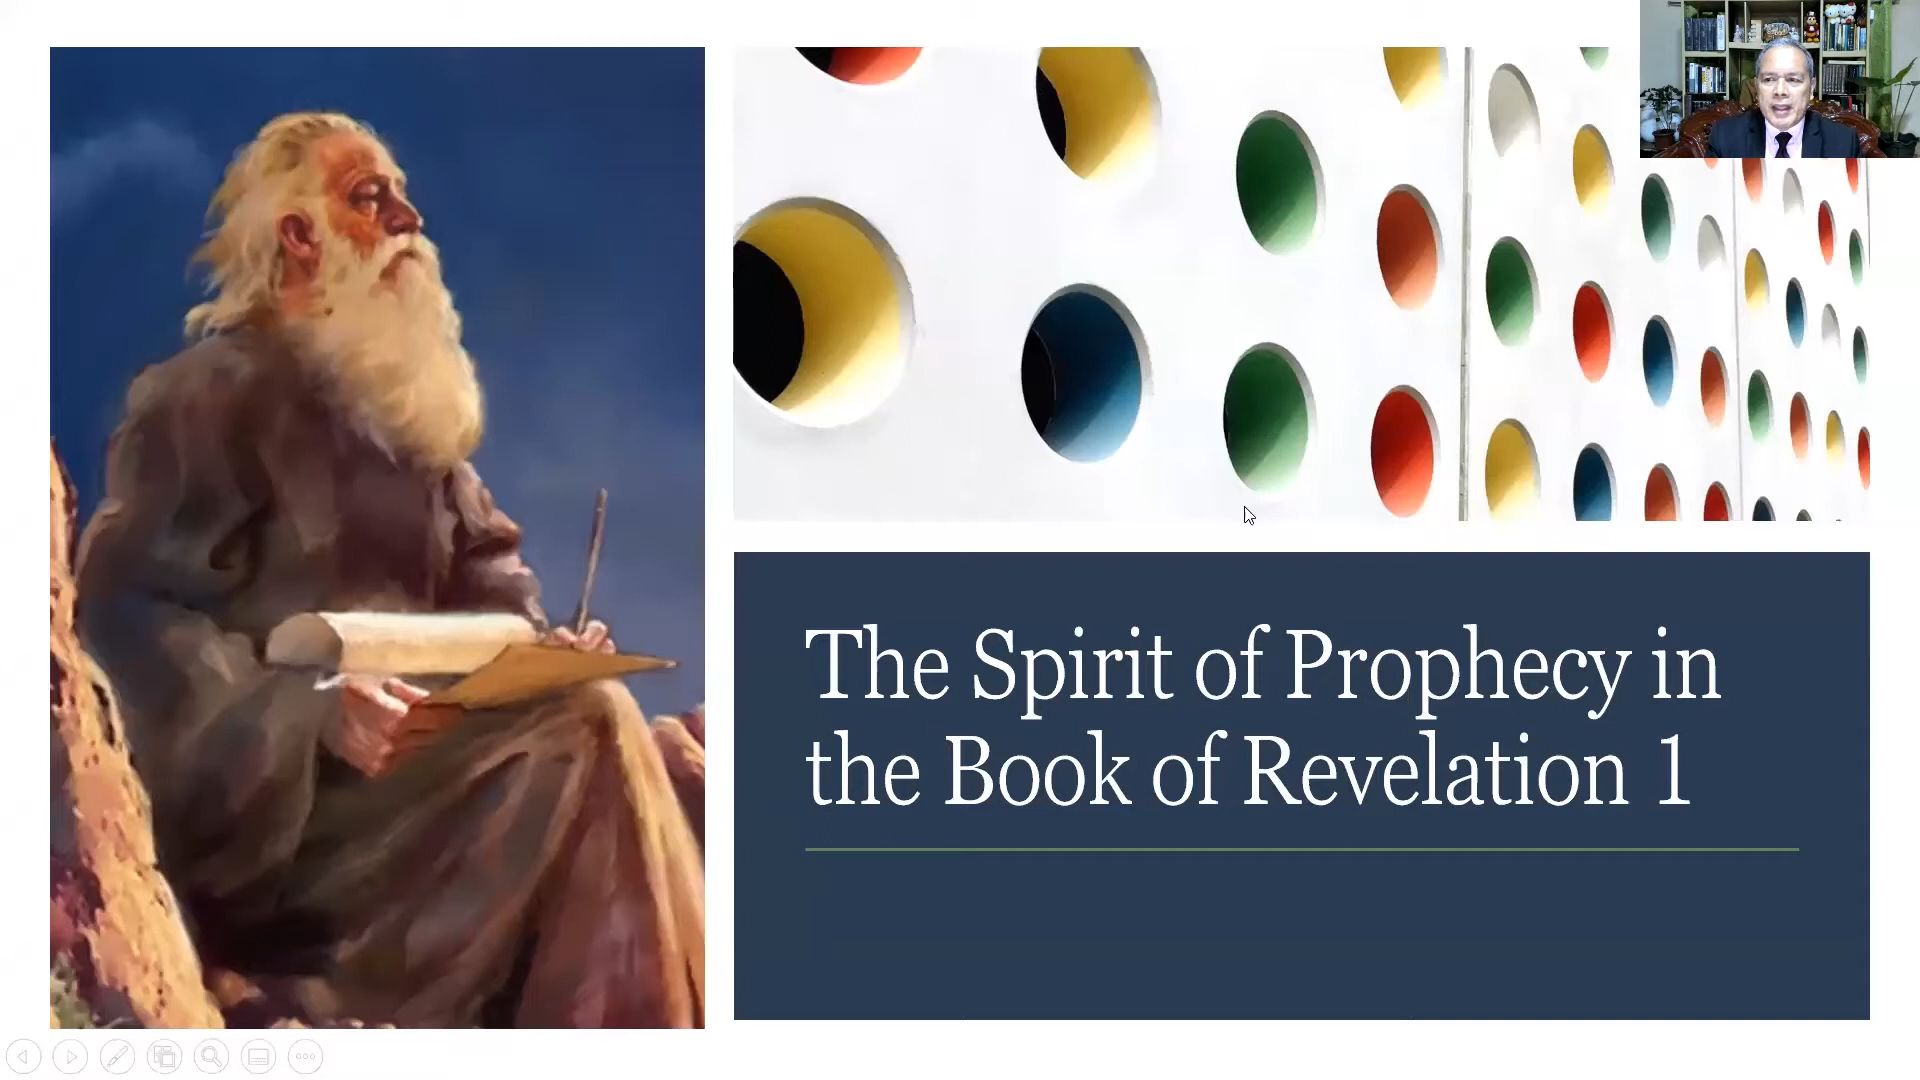 The Spirit of Prophecy in
the Book of Revelation 1